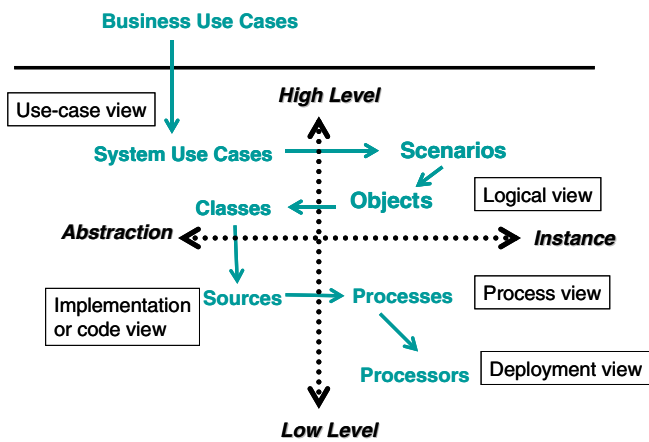 Business Use Cases
High Level
Use-case view
System Use Cases
Scenarios
Classes
Objects
Logical view
Abstraction
Instance
Implementation
or code view
Sources
Processes
Process view
Processors
Deployment view
Low Level